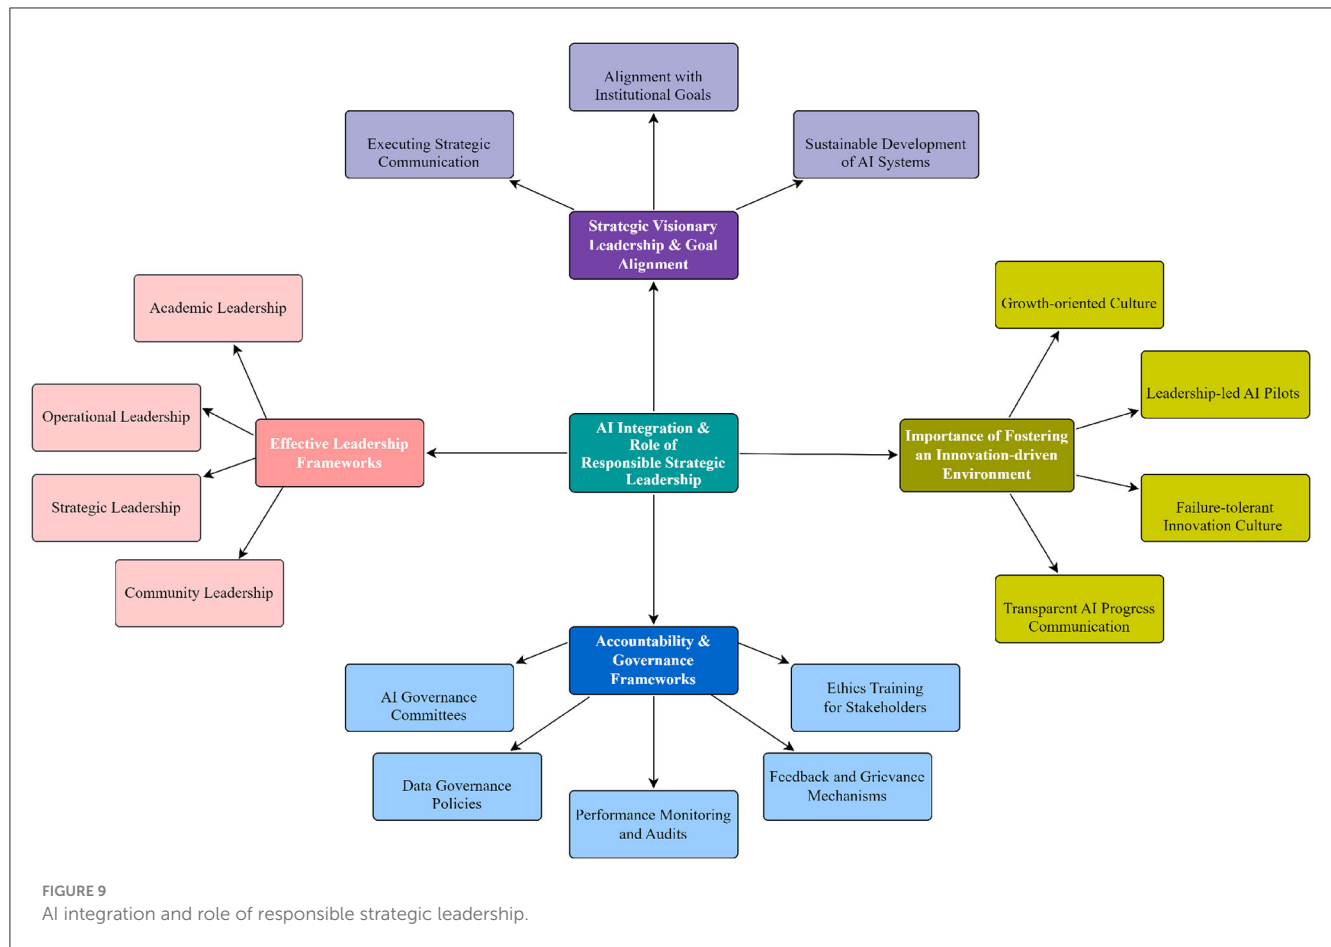 Alignment with
Institutional Goals
Executing Strategic
Communication
Sustainable Development
of AI Systems
Strategic Visionary
Leadership & Goal
Alignment
Academic Leadership
Operational Leadership
Strategic Leadership
Community Leadership
Effective Leadership
Frameworks
AI Integration &
Role of
Responsible Strategic
Leadership
Importance of Fostering
an Innovation-driven
Environment
Growth-oriented Culture
Leadership-led AI Pilots
Failure-tolerant
Innovation Culture
Transparent AI Progress
Communication
Accountability &
Governance
Frameworks
AI Governance
Committees
Data Governance
Policies
Performance Monitoring
and Audits
Feedback and Grievance
Mechanisms
Ethics Training
for Stakeholders
FIGURE 9
AI integration and role of responsible strategic leadership.